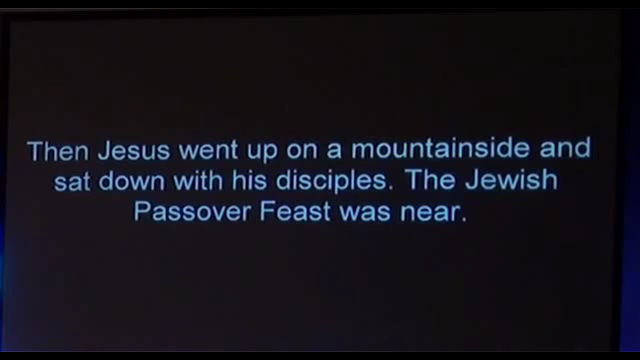 Then Jesus went up on a mountainside and
sat down with his disciples. The Jewish
Passover Feast was near.